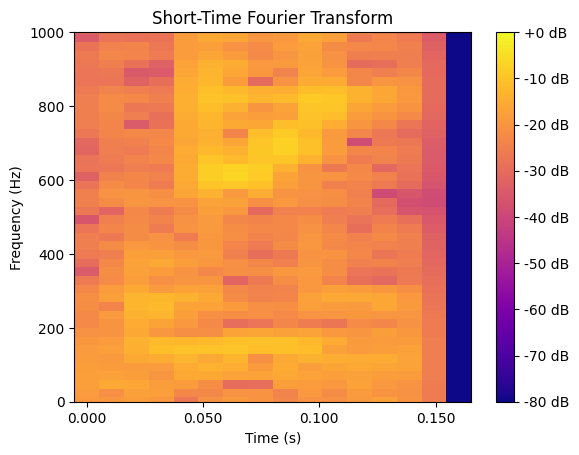 Short-Time Fourier Transform
1000
800
600
400
200
0
Frequency (Hz)
0.000
0.050
0.100
0.150
Time (s)
+0 dB
-10 dB
-20 dB
-30 dB
-40 dB
-50 dB
-60 dB
-70 dB
-80 dB